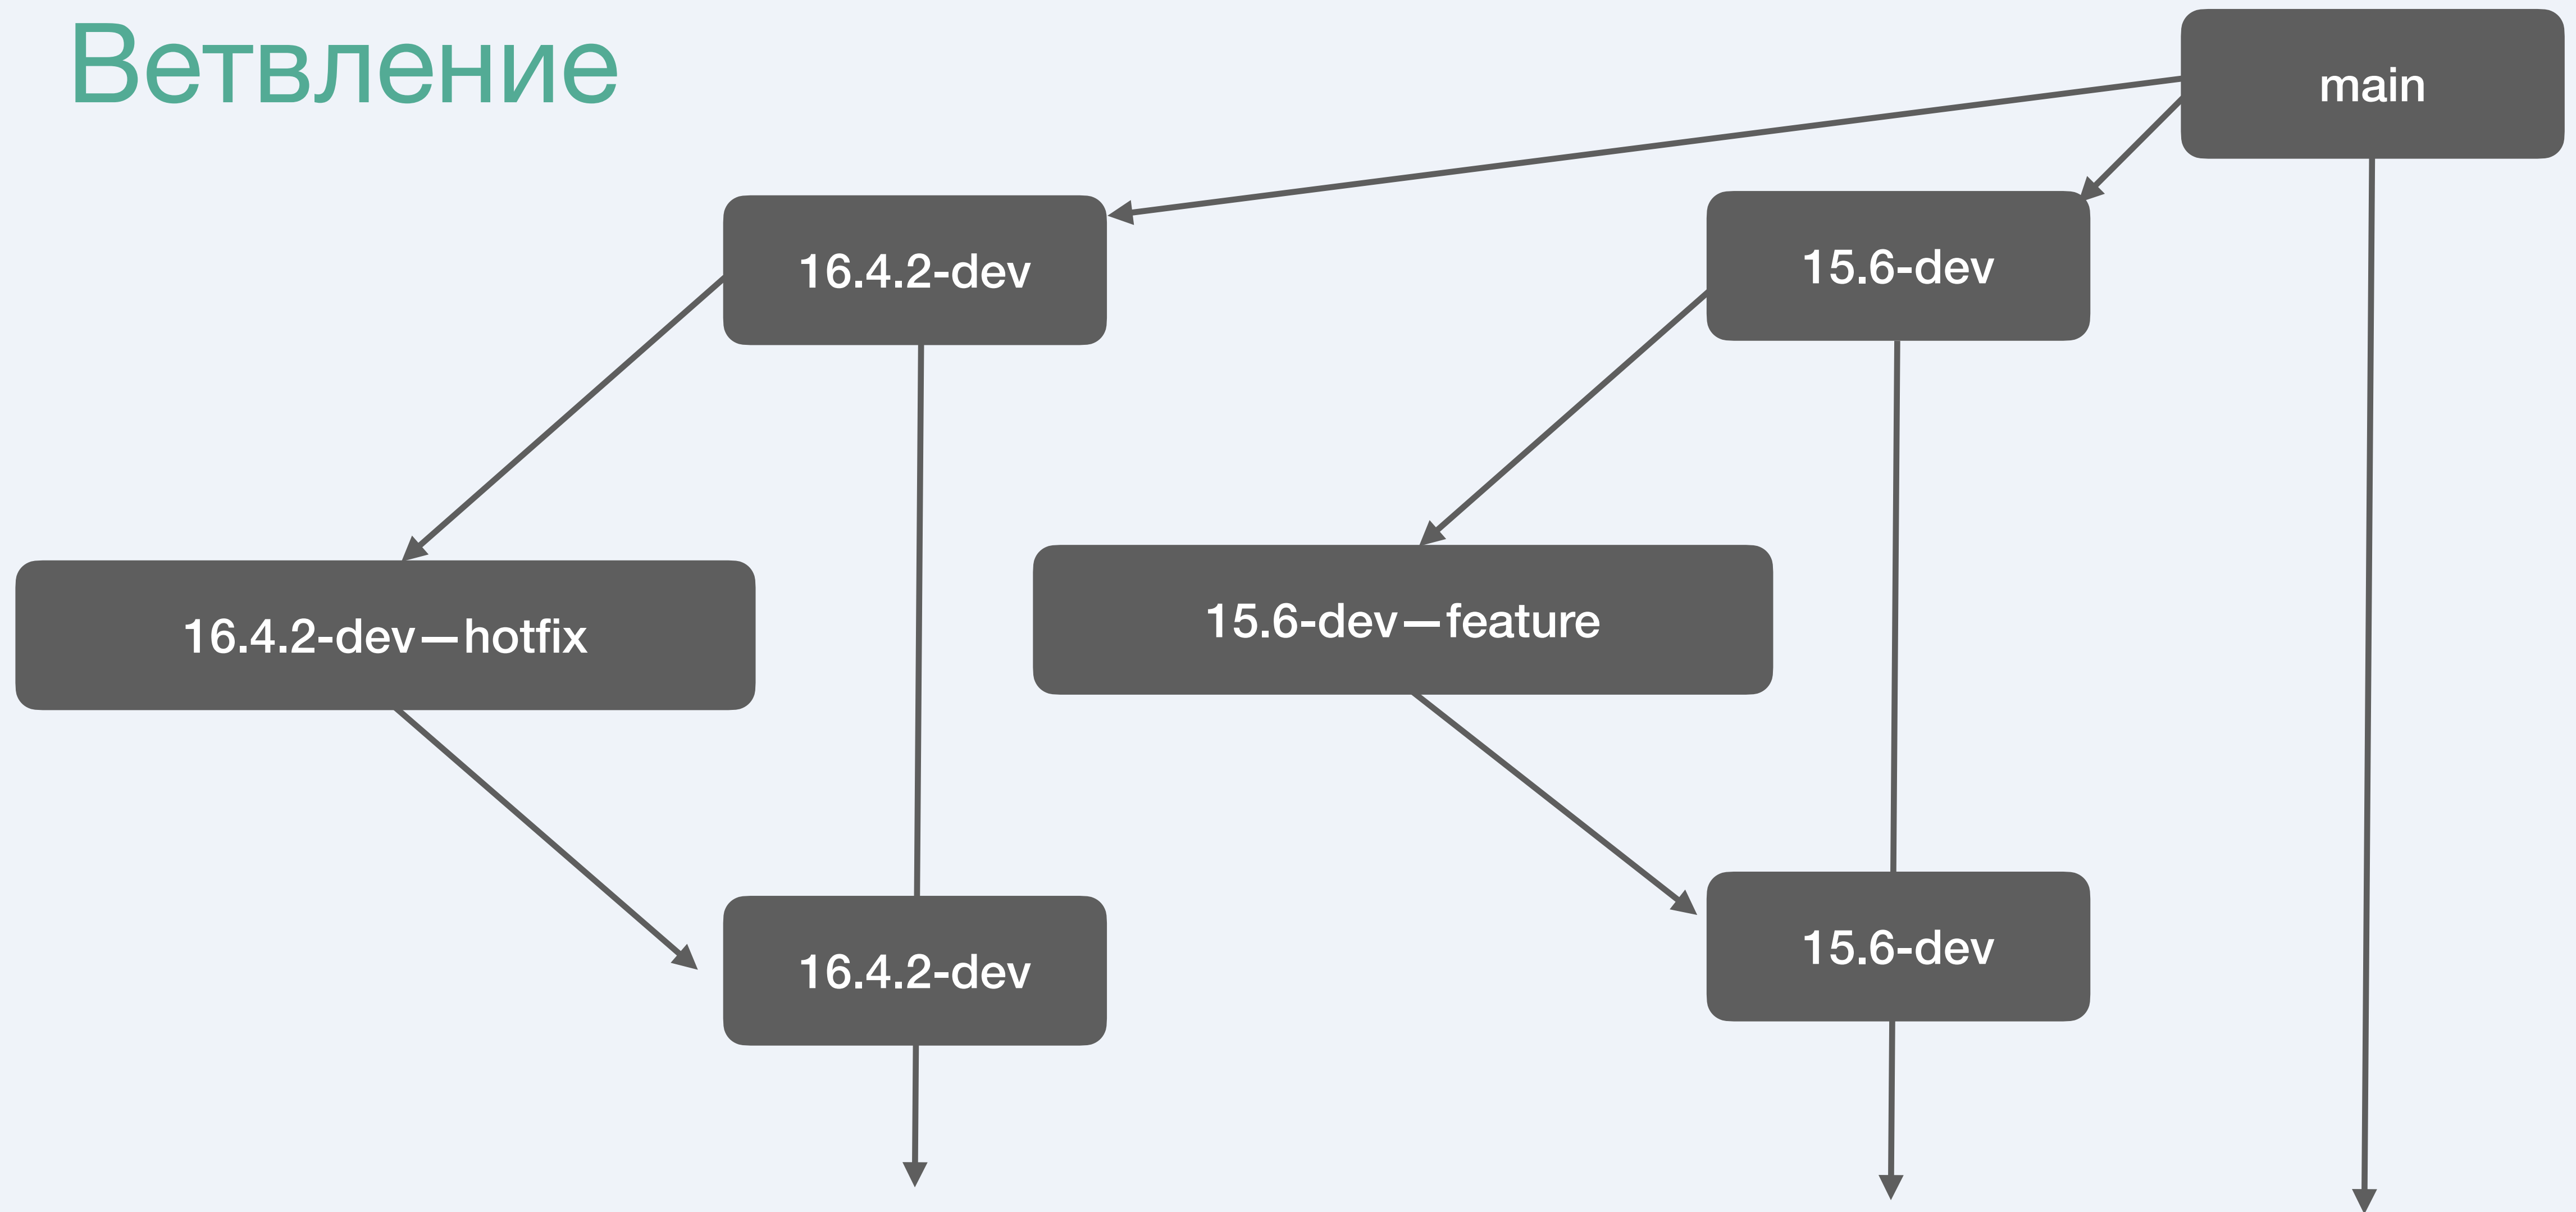 Ветвление
main
16.4.2-dev
15.6-dev
16.4.2-dev—hotfix
15.6-dev—feature
16.4.2-dev
15.6-dev